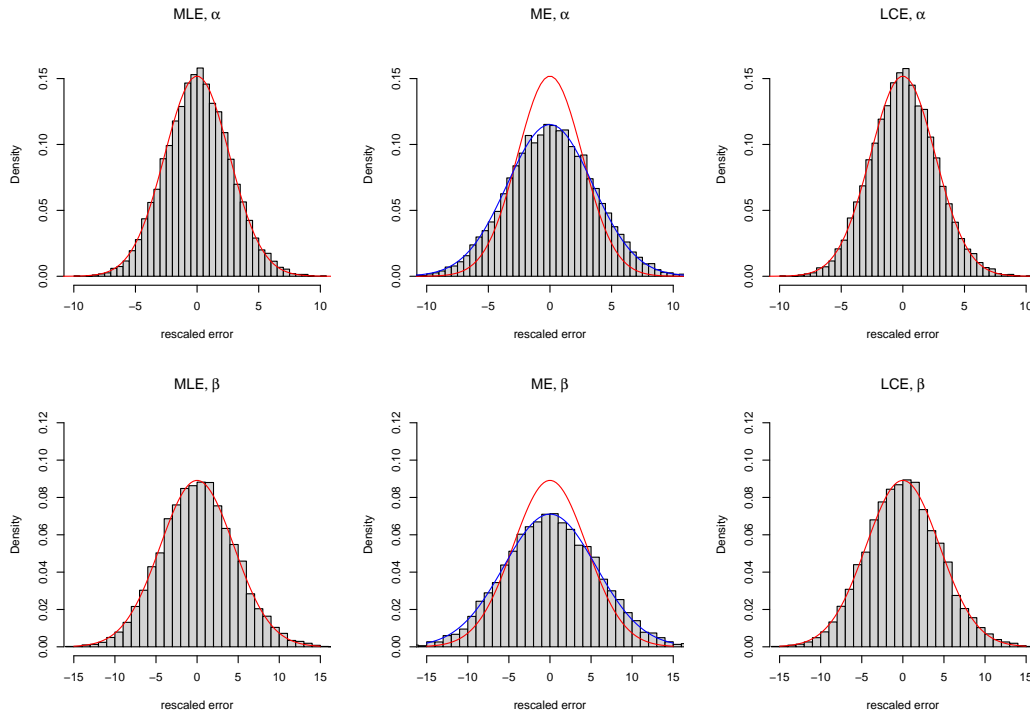 MLE, α
Density
0.00 0.05 0.10 0.15
−10 −5 0 5 10
rescaled error
ME, α
Density
0.00 0.05 0.10 0.15
−10 −5 0 5 10
rescaled error
LCE, α
Density
0.00 0.05 0.10 0.15
−10 −5 0 5 10
rescaled error
MLE, β
Density
0.00 0.02 0.04 0.06 0.08 0.10 0.12
−15 −10 −5 0 5 10 15
rescaled error
ME, β
Density
0.00 0.02 0.04 0.06 0.08 0.10 0.12
−15 −10 −5 0 5 10 15
rescaled error
LCE, β
Density
0.00 0.02 0.04 0.06 0.08 0.10 0.12
−15 −10 −5 0 5 10 15
rescaled error